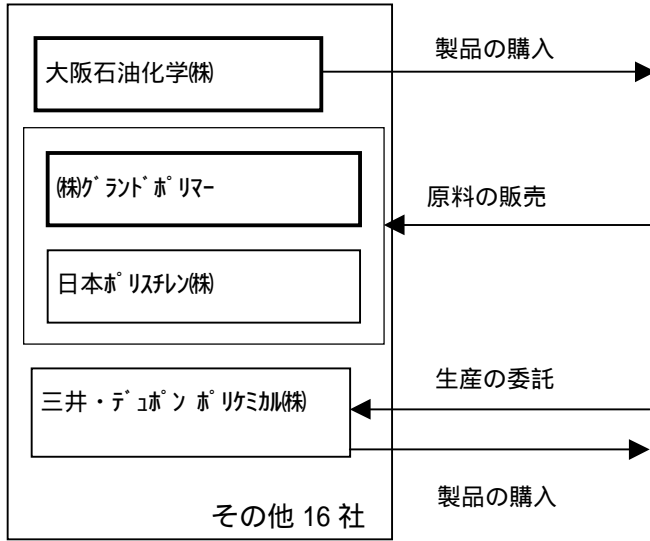 大阪石油化学㈱
製品の購入
㈱グランドポリマー
原料の販売
日本ポリスチレン㈱
生産の委託
三井・デュポン ポリケミカル㈱
製品の購入
その他 16 社